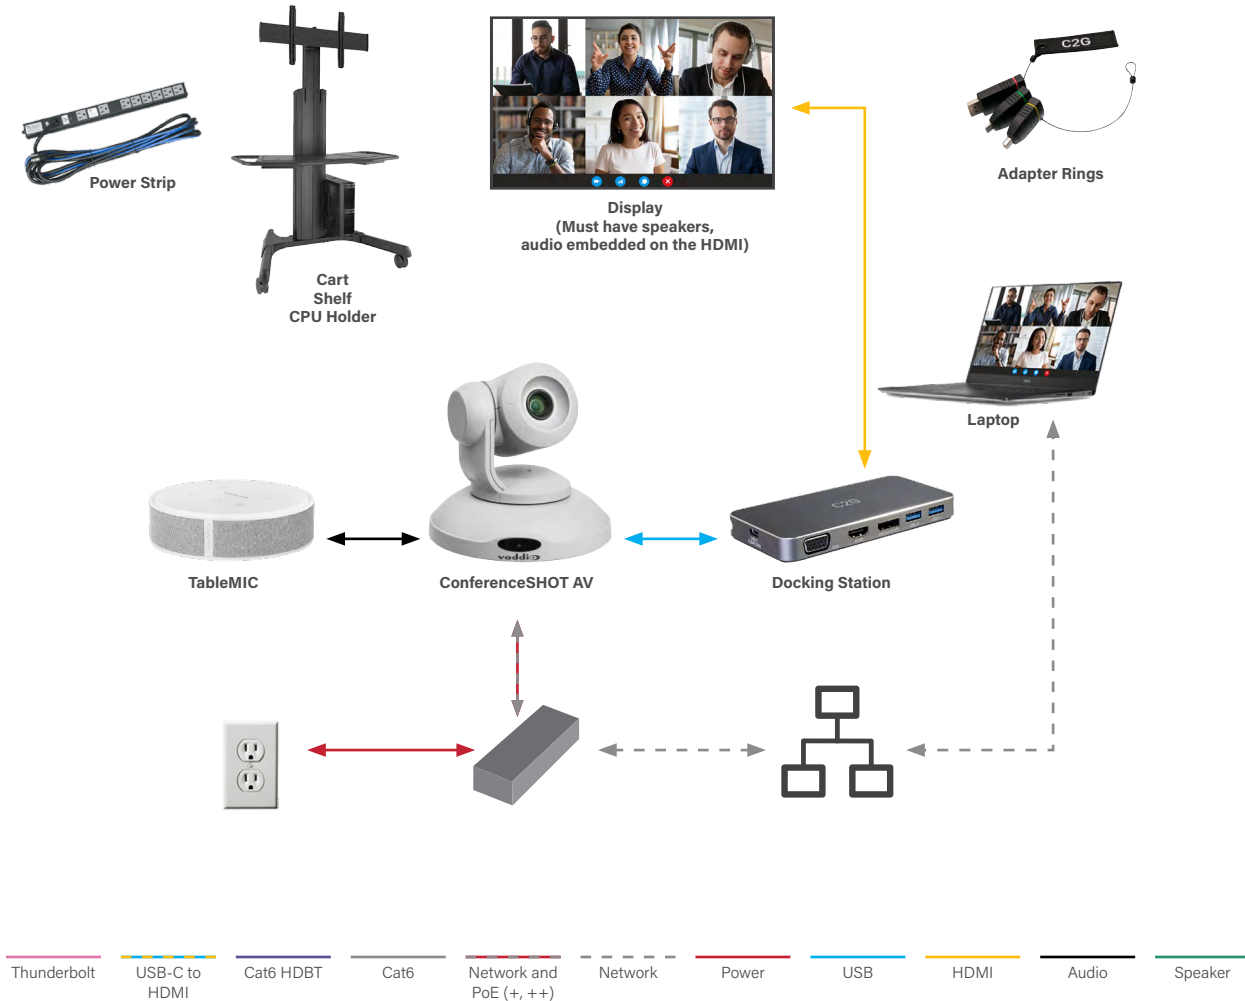 C2G
Power Strip
Adapter Rings
Display
(Must have speakers,
audio embedded on the HDMI)
Cart
Shelf
CPU Holder
Laptop
C2G
vaddio
TableMIC
ConferenceSHOT AV
Docking Station
Thunderbolt
USB-C to
HDMI
Cat6 HDBT
Cat6
Network and
PoE (+, ++)
Network
Power
USB
HDMI
Audio
Speaker